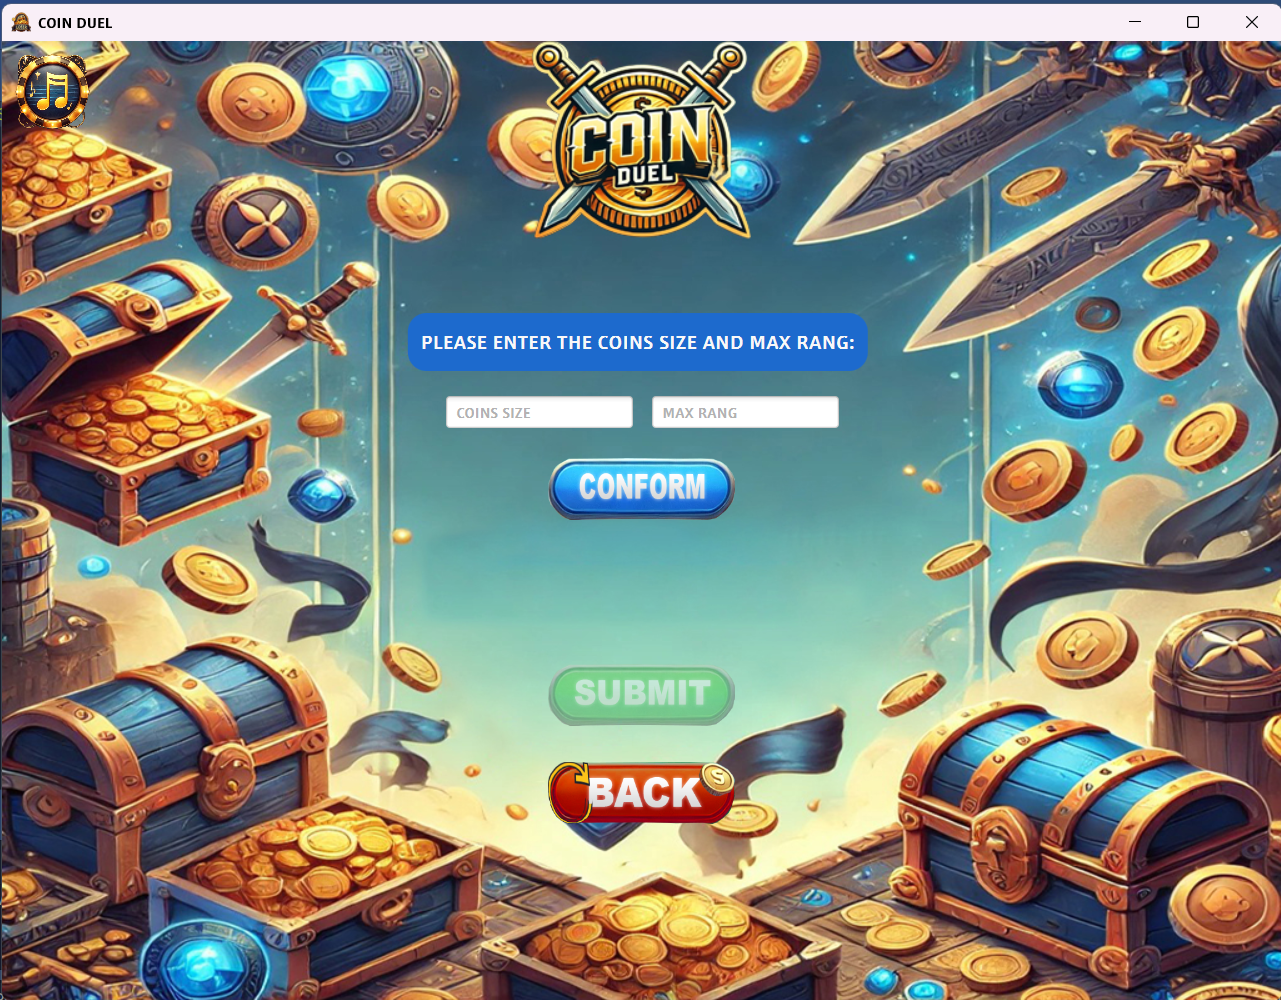 COIN DUEL
COIN
DUEL
PLEASE ENTER THE COINS SIZE AND MAX RANG:
COINS SIZE
MAX RANG
CONFORM
SUBMIT
BACK
S